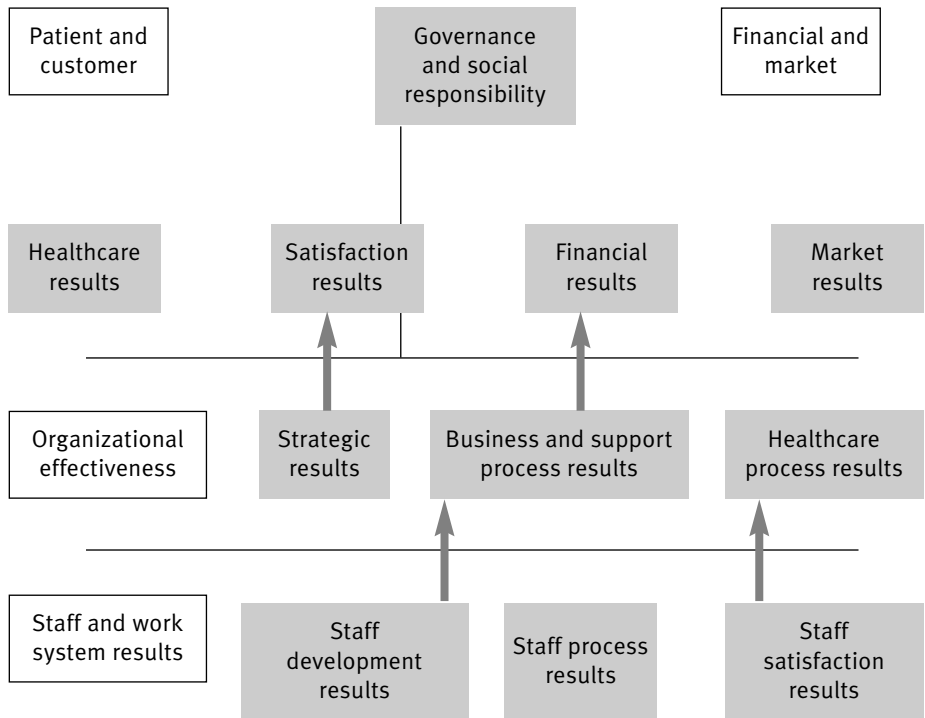 Patient and
customer
Governance
and social
responsibility
Financial and
market
Healthcare
results
Satisfaction
results
Financial
results
Market
results
Organizational
effectiveness
Strategic
results
Business and support
process results
Healthcare
process results
Staff and work
system results
Staff
development
results
Staff process
results
Staff
satisfaction
results